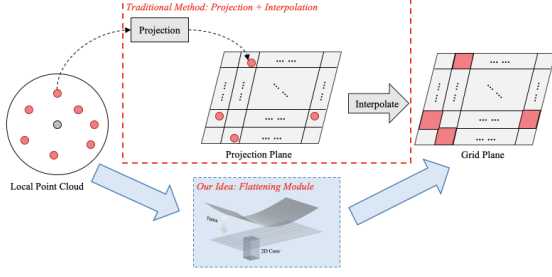 Traditional Method: Projection + Interpolation
Projection
Interpolate
Local Point Cloud
Projection Plane
Grid Plane
Our Idea: Flattening Module
2D Conv